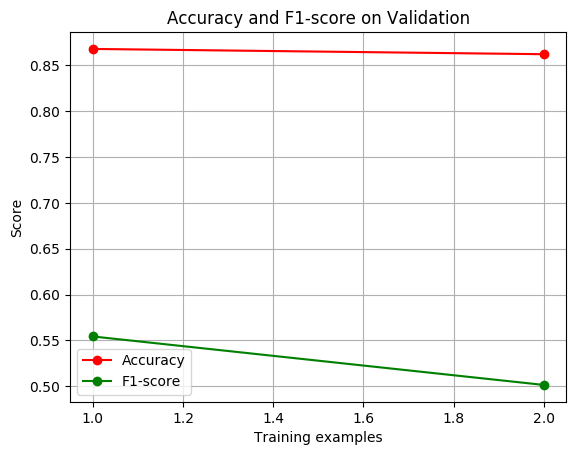 Accuracy and F1-score on Validation
Score
0.85
0.80
0.75
0.70
0.65
0.60
0.55
0.50
Accuracy
F1-score
1.0 1.2 1.4 1.6 1.8 2.0
Training examples